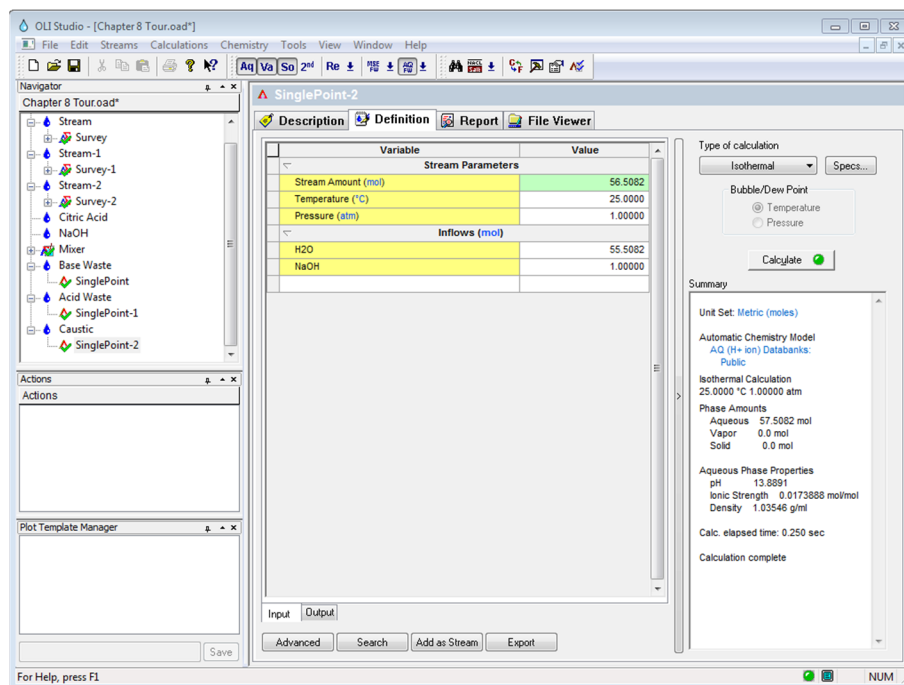 OLI Studio - [Chapter 8 Tour.oad*]
File Edit Streams Calculations Chemistry Tools View Window Help
Aq Va So 2nd Re
Navigator
Chapter 8 Tour.oad*
Stream
Survey
Stream-1
Survey-1
Stream-2
Survey-2
Citric Acid
NaOH
Mixer
Base Waste
SinglePoint
Acid Waste
SinglePoint-1
Caustic
SinglePoint-2
Actions
Actions
Plot Template Manager
Save
SinglePoint-2
Description Definition Report File Viewer
Variable Value
Stream Parameters
Stream Amount (mol) 56.5082
Temperature (°C) 25.0000
Pressure (atm) 1.00000
Inflows (mol)
H2O 55.5082
NaOH 1.00000
Input Output
Advanced Search Add as Stream Export
Type of calculation
Isothermal Specs...
Bubble/Dew Point
Temperature
Pressure
Calculate
Summary
Unit Set: Metric (moles)
Automatic Chemistry Model
AQ (H+ ion) Databanks:
Public
Isothermal Calculation
25.0000 °C 1.00000 atm
Phase Amounts
Aqueous 57.5082 mol
Vapor 0.0 mol
Solid 0.0 mol
Aqueous Phase Properties
pH 13.8891
Ionic Strength 0.0173888 mol/mol
Density 1.03546 g/ml
Calc. elapsed time: 0.250 sec
Calculation complete
For Help, press F1
NUM